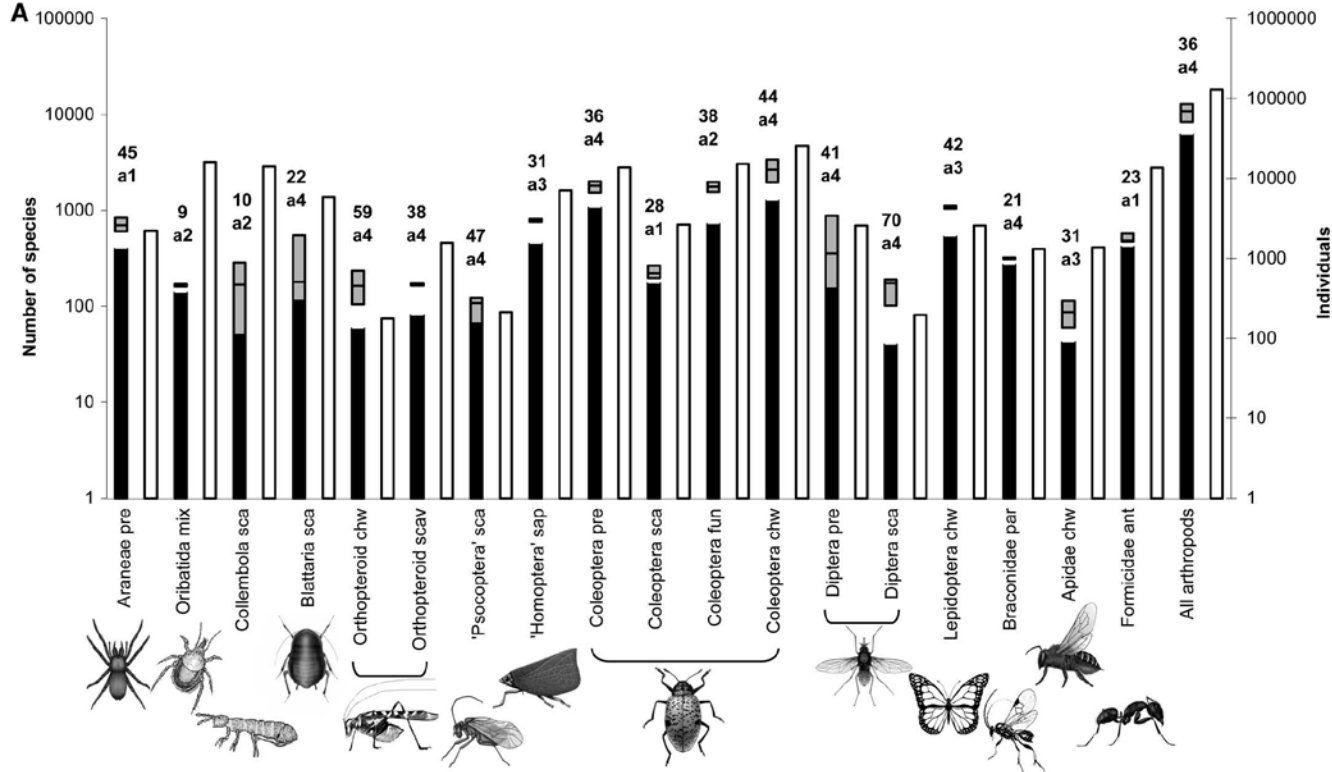 A
100000
10000
1000
100
10
1
Number of species
1000000
100000
10000
1000
100
10
1
Individuals
45
a1
9
a2
10
a2
22
a4
59
a4
38
a4
47
a4
31
a3
36
a4
28
a1
38
a2
44
a4
41
a4
70
a4
42
a3
21
a4
31
a3
23
a1
36
a4
Araneae pre
Oribatida mix
Collembola sca
Blattaria sca
Orthopteroid chw
Orthopteroid scav
'Psocoptera' sca
'Homoptera' sap
Coleoptera pre
Coleoptera sca
Coleoptera fun
Coleoptera chw
Diptera pre
Diptera sca
Lepidoptera chw
Braconidae par
Apidae chw
Formicidae ant
All arthropods